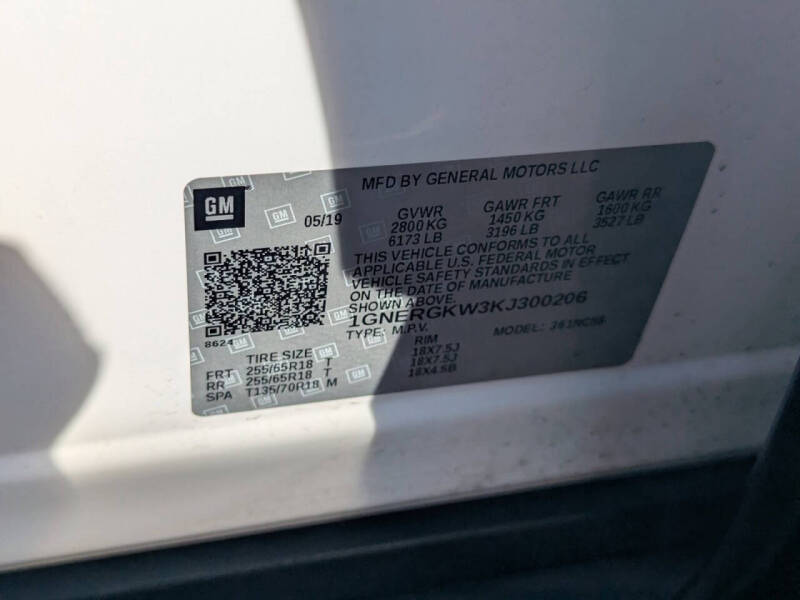 MFD BY GENERAL MOTORS LLC
GM
05/19
GVWR GAWR FRT GAWR RR
2800 KG 1450 KG 1600 KG
6173 LB 3196 LB 3527 LB
THIS VEHICLE CONFORMS TO ALL
APPLICABLE U.S. FEDERAL MOTOR
VEHICLE SAFETY STANDARDS IN EFFECT
ON THE DATE OF MANUFACTURE
SHOWN ABOVE.
1GNERGKW3KJ300206
TYPE: M.P.V. MODEL:
8624
TIRE SIZE RIM
FRT 255/65R18 T 18X7.5J
RR 255/65R18 T 18X7.5J
SPA T135/70R18 M 18X4.5B